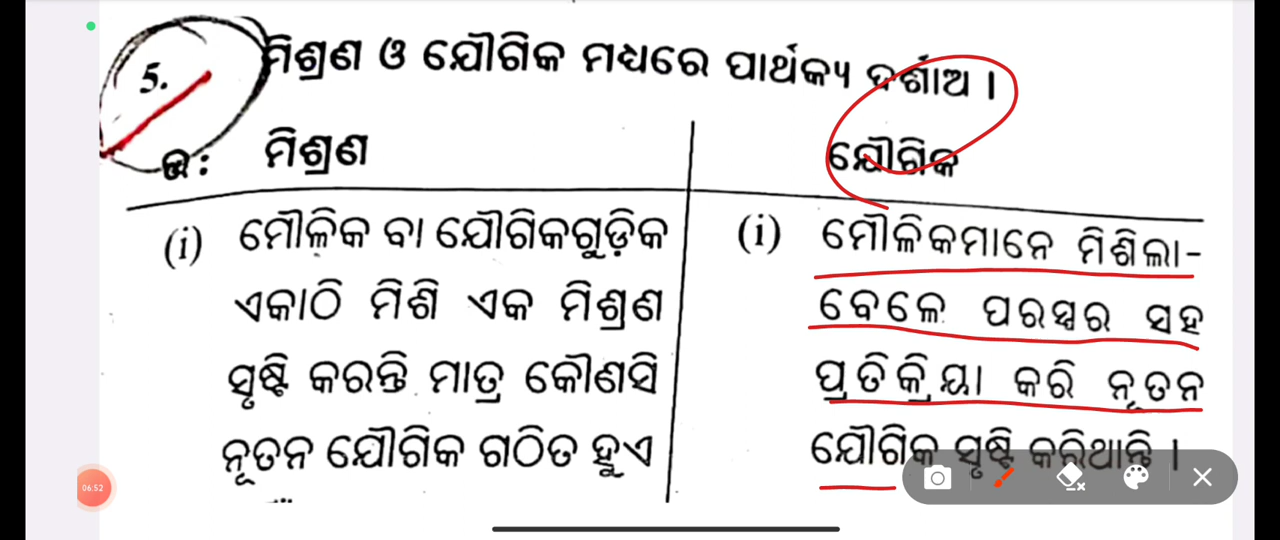 5. ମିଶ୍ରଣ ଓ ଯୌଗିକ ମଧ୍ୟରେ ପାର୍ଥକ୍ୟ ଦର୍ଶାଅ ।
ଉ: ମିଶ୍ରଣ
(i) ମୌଳିକ ବା ଯୌଗିକଗୁଡ଼ିକ
ଏକାଠି ମିଶି ଏକ ମିଶ୍ରଣ
ସୃଷ୍ଟି କରନ୍ତି ମାତ୍ର କୌଣସି
ନୂତନ ଯୌଗିକ ଗଠିତ ହୁଏ
ଯୌଗିକ
(i) ମୌଳିକମାନେ ମିଶିଲା-
ବେଳେ ପରସ୍ପର ସହ
ପ୍ରତିକ୍ରିୟା କରି ନୂତନ
ଯୌଗିକ ସୃଷ୍ଟି କରିଥାନ୍ତି ।
06:52